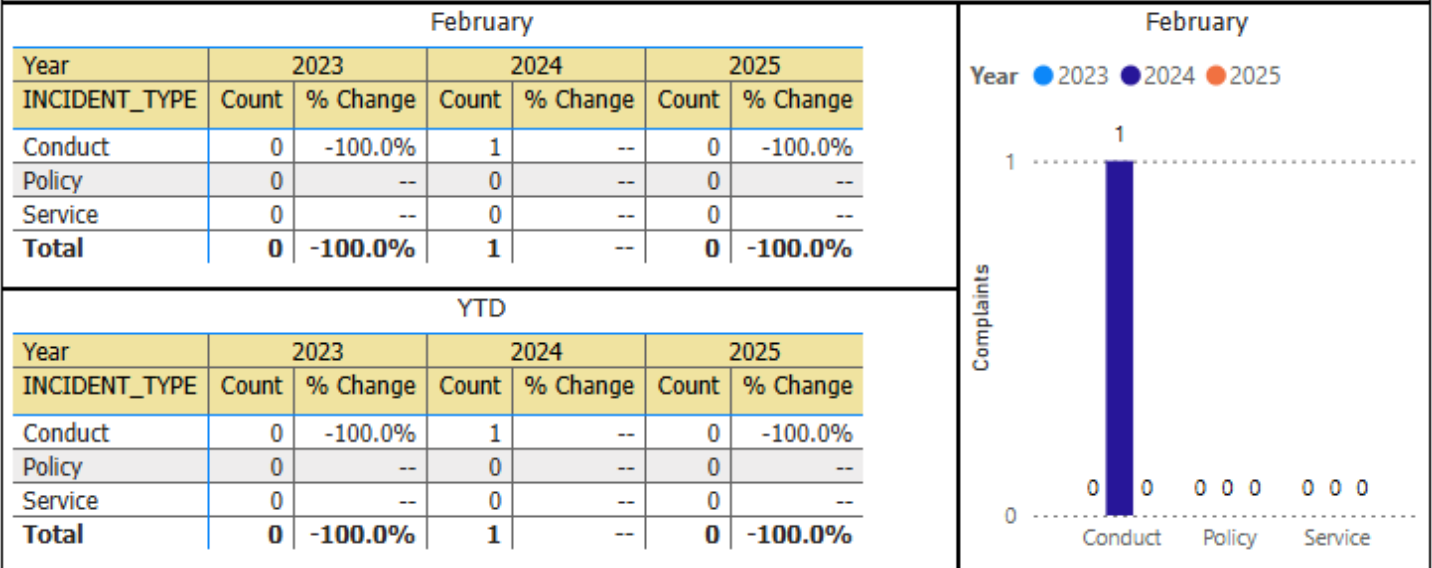 February
Year 2023 2024 2025
INCIDENT_TYPE Count % Change Count % Change Count % Change
Conduct 0 -100.0% 1 -- 0 -100.0%
Policy 0 -- 0 -- 0 --
Service 0 -- 0 -- 0 --
Total 0 -100.0% 1 -- 0 -100.0%
YTD
Year 2023 2024 2025
INCIDENT_TYPE Count % Change Count % Change Count % Change
Conduct 0 -100.0% 1 -- 0 -100.0%
Policy 0 -- 0 -- 0 --
Service 0 -- 0 -- 0 --
Total 0 -100.0% 1 -- 0 -100.0%
February
Year 2023 2024 2025
1
1
Complaints
0 0 0 0 0 0 0 0
0
Conduct Policy Service